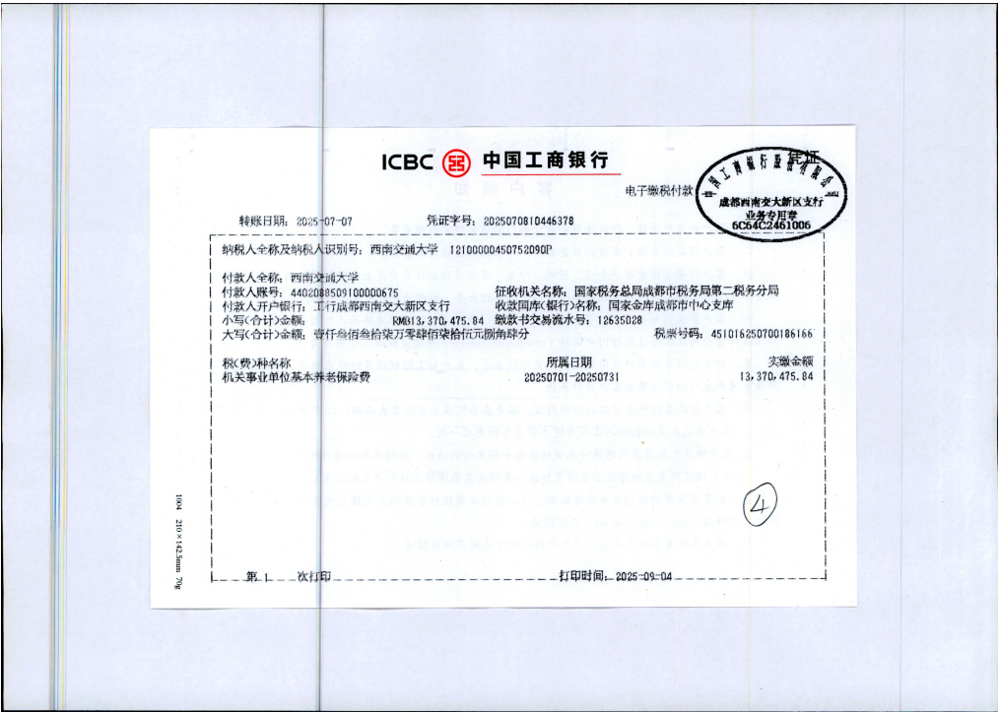 ICBC 中国工商银行
电子缴税付款凭证
中国工商银行股份有限公司
成都西南交大新区支行
业务专用章
6C64C2461006
转账日期: 2025-07-07 凭证字号: 2025070810446378
纳税人全称及纳税人识别号: 西南交通大学 12100000450752090P
付款人全称: 西南交通大学
付款人账号: 4402088509100000675 征收机关名称: 国家税务总局成都市税务局第二税务分局
付款人开户银行: 工行成都西南交大新区支行 收款国库(银行)名称: 国家金库成都市中心支库
小写(合计)金额: RMB13,370,475.84 缴款书交易流水号: 12635028
大写(合计)金额: 壹仟叁佰叁拾柒万零肆佰柒拾伍元捌角肆分 税票号码: 451016250700186166
税(费)种名称 所属日期 实缴金额
机关事业单位基本养老保险费 20250701-20250731 13,370,475.84
4
第 1 次打印 打印时间: 2025-09-04
1004 210×142.5mm 70g